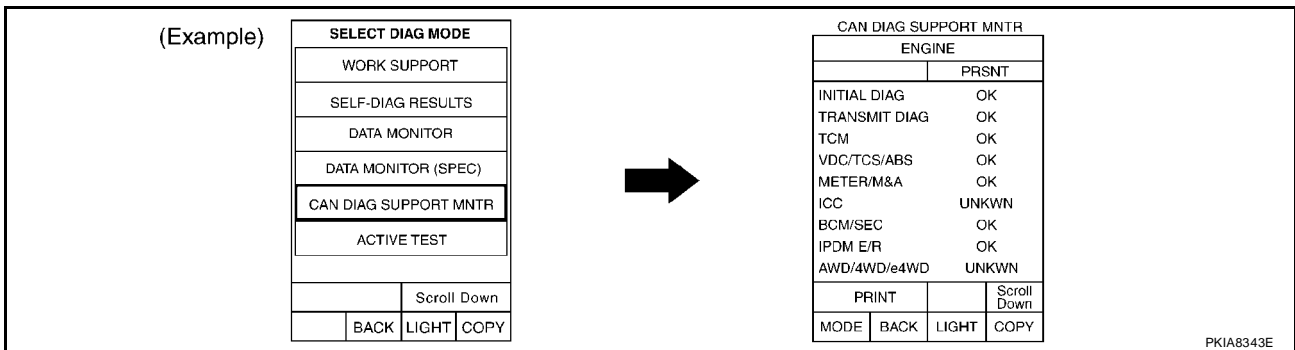 (Example)
SELECT DIAG MODE
WORK SUPPORT
SELF-DIAG RESULTS
DATA MONITOR
DATA MONITOR (SPEC)
CAN DIAG SUPPORT MNTR
ACTIVE TEST
Scroll Down
BACK LIGHT COPY
CAN DIAG SUPPORT MNTR
ENGINE
PRSNT
INITIAL DIAG OK
TRANSMIT DIAG OK
TCM OK
VDC/TCS/ABS OK
METER/M&A OK
ICC UNKWN
BCM/SEC OK
IPDM E/R OK
AWD/4WD/e4WD UNKWN
PRINT Scroll
Down
MODE BACK LIGHT COPY
PKIA8343E